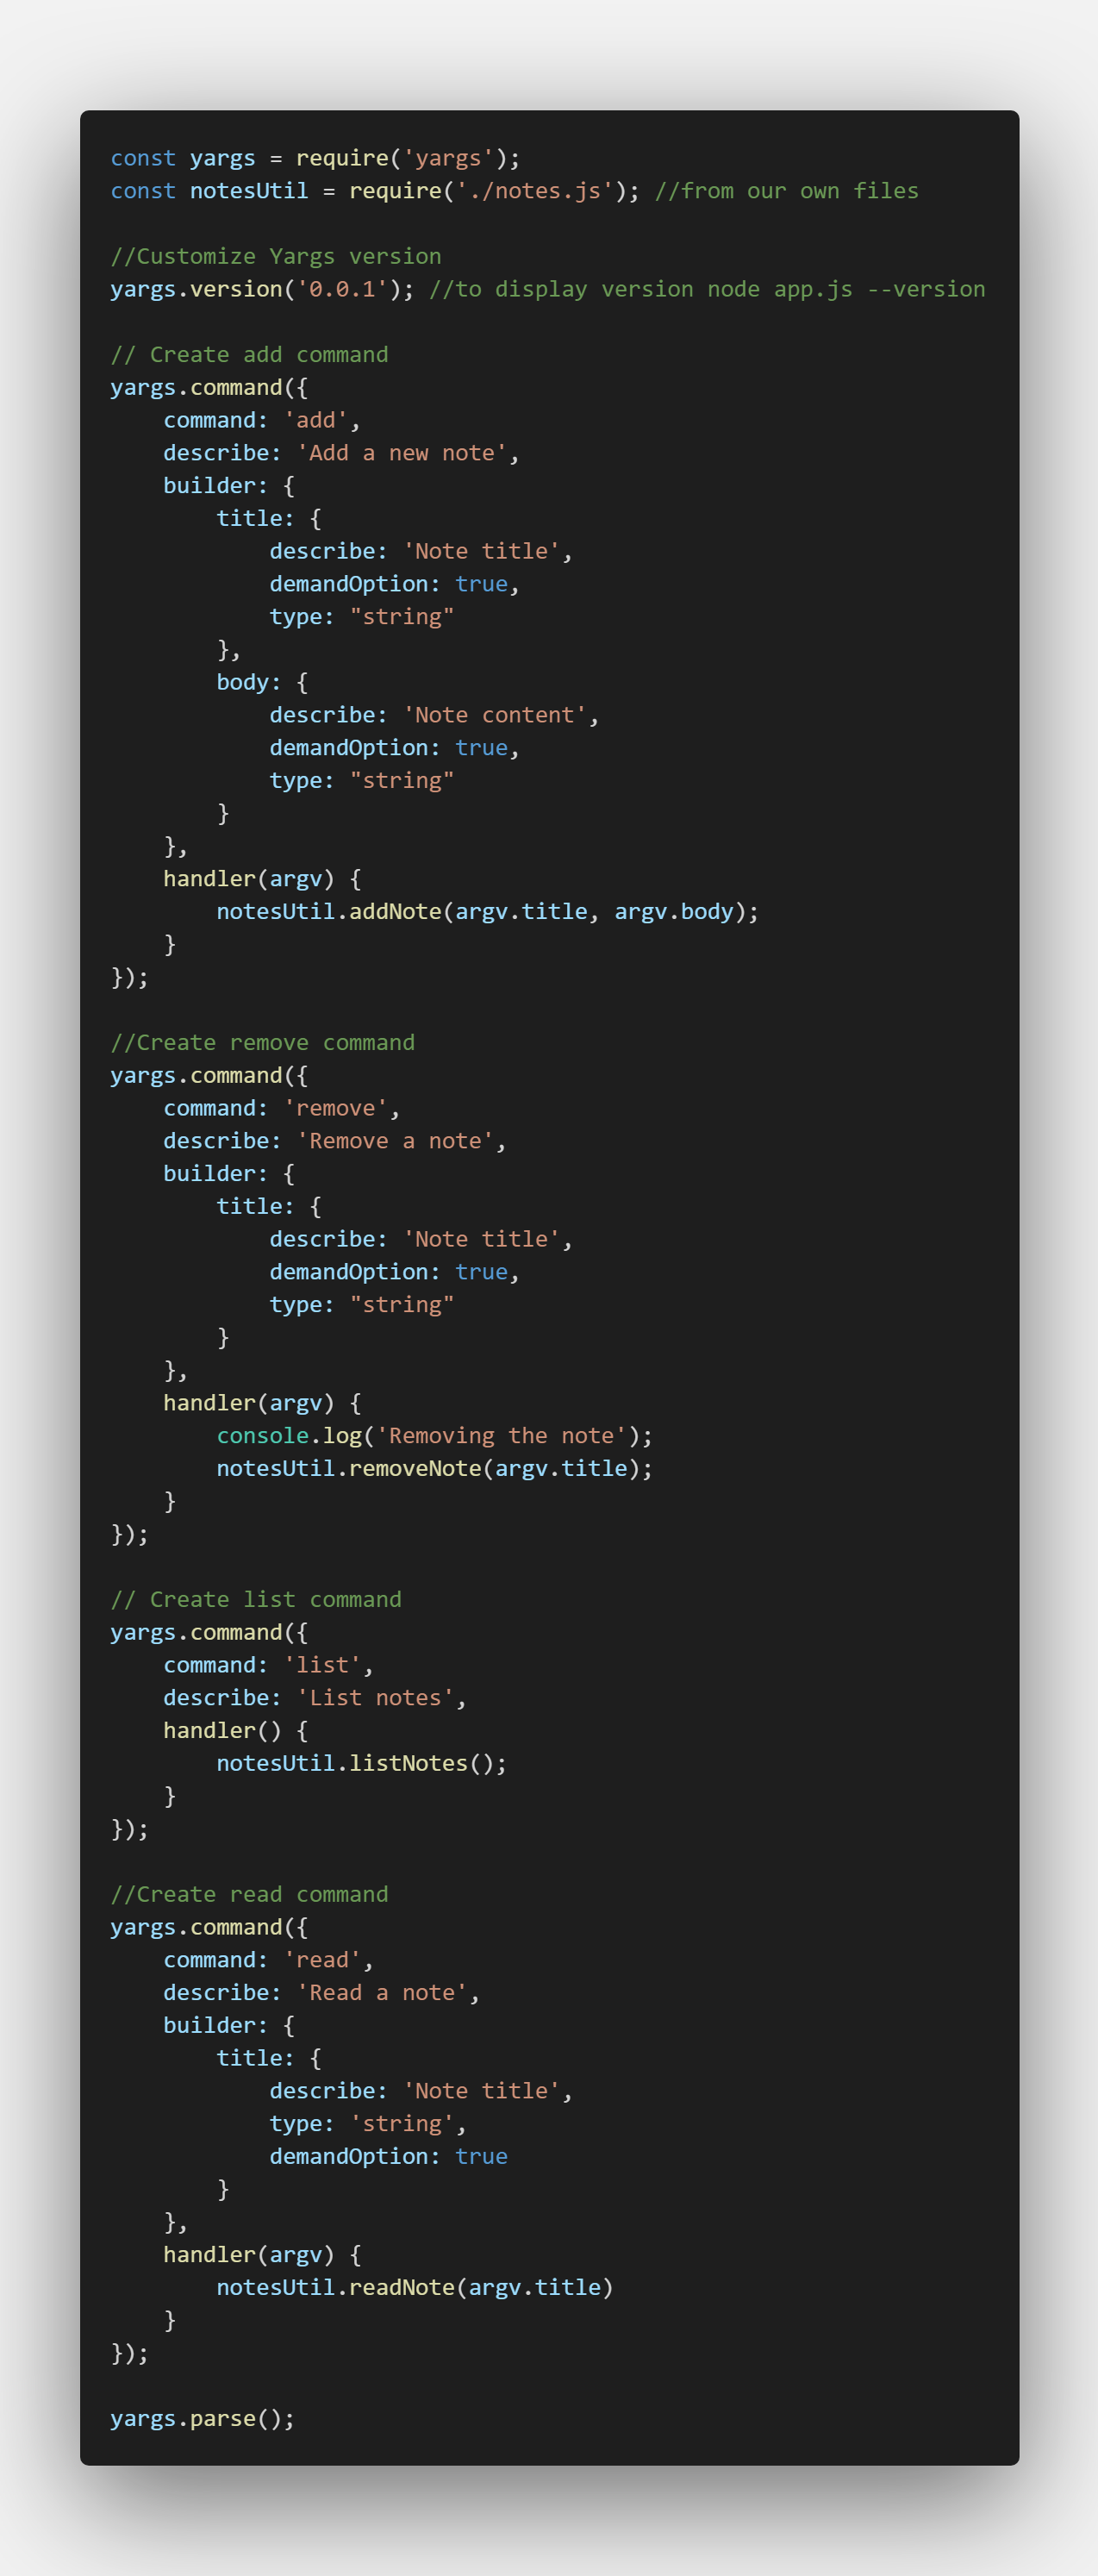 const yargs = require('yargs');
const notesUtil = require('./notes.js'); //from our own files

//Customize Yargs version
yargs.version('0.0.1'); //to display version node app.js --version

// Create add command
yargs.command({
    command: 'add',
    describe: 'Add a new note',
    builder: {
        title: {
            describe: 'Note title',
            demandOption: true,
            type: "string"
        },
        body: {
            describe: 'Note content',
            demandOption: true,
            type: "string"
        }
    },
    handler(argv) {
        notesUtil.addNote(argv.title, argv.body);
    }
});

//Create remove command
yargs.command({
    command: 'remove',
    describe: 'Remove a note',
    builder: {
        title: {
            describe: 'Note title',
            demandOption: true,
            type: "string"
        }
    },
    handler(argv) {
        console.log('Removing the note');
        notesUtil.removeNote(argv.title);
    }
});

// Create list command
yargs.command({
    command: 'list',
    describe: 'List notes',
    handler() {
        notesUtil.listNotes();
    }
});

//Create read command
yargs.command({
    command: 'read',
    describe: 'Read a note',
    builder: {
        title: {
            describe: 'Note title',
            type: 'string',
            demandOption: true
        }
    },
    handler(argv) {
        notesUtil.readNote(argv.title)
    }
});

yargs.parse();